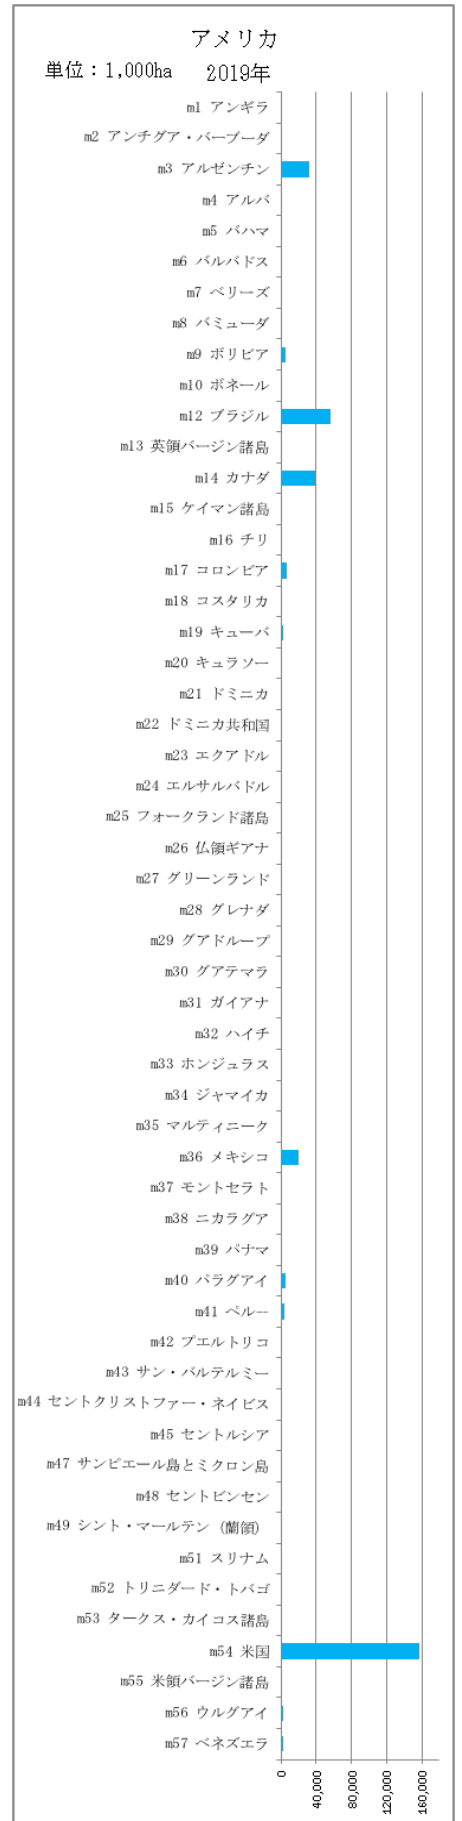 アメリカ
単位：1,000ha 2019年
m1 アンギラ
m2 アンチグア・バーブーダ
m3 アルゼンチン
m4 アルバ
m5 バハマ
m6 バルバドス
m7 ベリーズ
m8 バミューダ
m9 ボリビア
m10 ボネール
m12 ブラジル
m13 英領バージン諸島
m14 カナダ
m15 ケイマン諸島
m16 チリ
m17 コロンビア
m18 コスタリカ
m19 キューバ
m20 キュラソー
m21 ドミニカ
m22 ドミニカ共和国
m23 エクアドル
m24 エルサルバドル
m25 フォークランド諸島
m26 仏領ギアナ
m27 グリーンランド
m28 グレナダ
m29 グアドループ
m30 グアテマラ
m31 ガイアナ
m32 ハイチ
m33 ホンジュラス
m34 ジャマイカ
m35 マルティニーク
m36 メキシコ
m37 モントセラト
m38 ニカラグア
m39 パナマ
m40 パラグアイ
m41 ペルー
m42 プエルトリコ
m43 サン・バルテルミー
m44 セントクリストファー・ネイビス
m45 セントルシア
m47 サンピエール島とミクロン島
m48 セントビンセン
m49 シント・マールテン（蘭領）
m51 スリナム
m52 トリニダード・トバゴ
m53 タークス・カイコス諸島
m54 米国
m55 米領バージン諸島
m56 ウルグアイ
m57 ベネズエラ
0 40,000 80,000 120,000 160,000